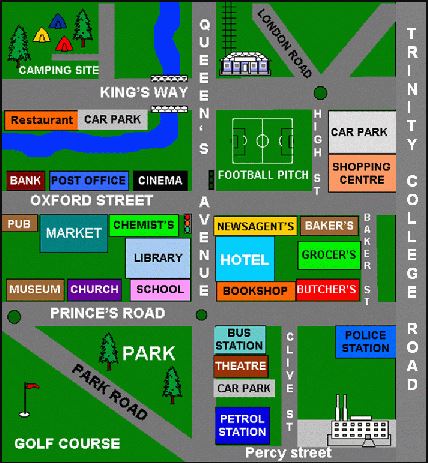 CAMPING SITE
LONDON ROAD
KING'S WAY
QUEEN'S AVENUE
TRINITY COLLEGE ROAD
Restaurant
CAR PARK
FOOTBALL PITCH
HIGH ST
CAR PARK
SHOPPING
CENTRE
BANK
POST OFFICE
CINEMA
OXFORD STREET
PUB
MARKET
CHEMIST'S
LIBRARY
MUSEUM
CHURCH
SCHOOL
NEWSAGENT'S
BAKER'S
HOTEL
GROCER'S
BOOKSHOP
BUTCHER'S
BAKER ST
PRINCE'S ROAD
PARK
PARK ROAD
GOLF COURSE
BUS
STATION
THEATRE
CAR PARK
PETROL
STATION
CLIVE ST
POLICE
STATION
Percy street